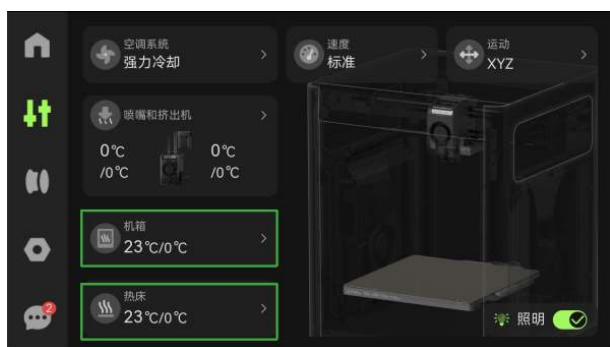 空调系统
强力冷却
速度
标准
运动
XYZ
喷嘴和挤出机
0℃
/0℃
0℃
/0℃
机箱
23℃/0℃
热床
23℃/0℃
2
照明